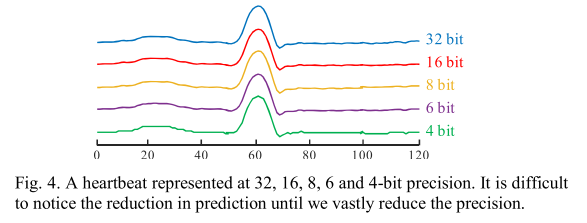 32 bit
16 bit
8 bit
6 bit
4 bit
0 20 40 60 80 100 120
Fig. 4. A heartbeat represented at 32, 16, 8, 6 and 4-bit precision. It is difficult
to notice the reduction in prediction until we vastly reduce the precision.